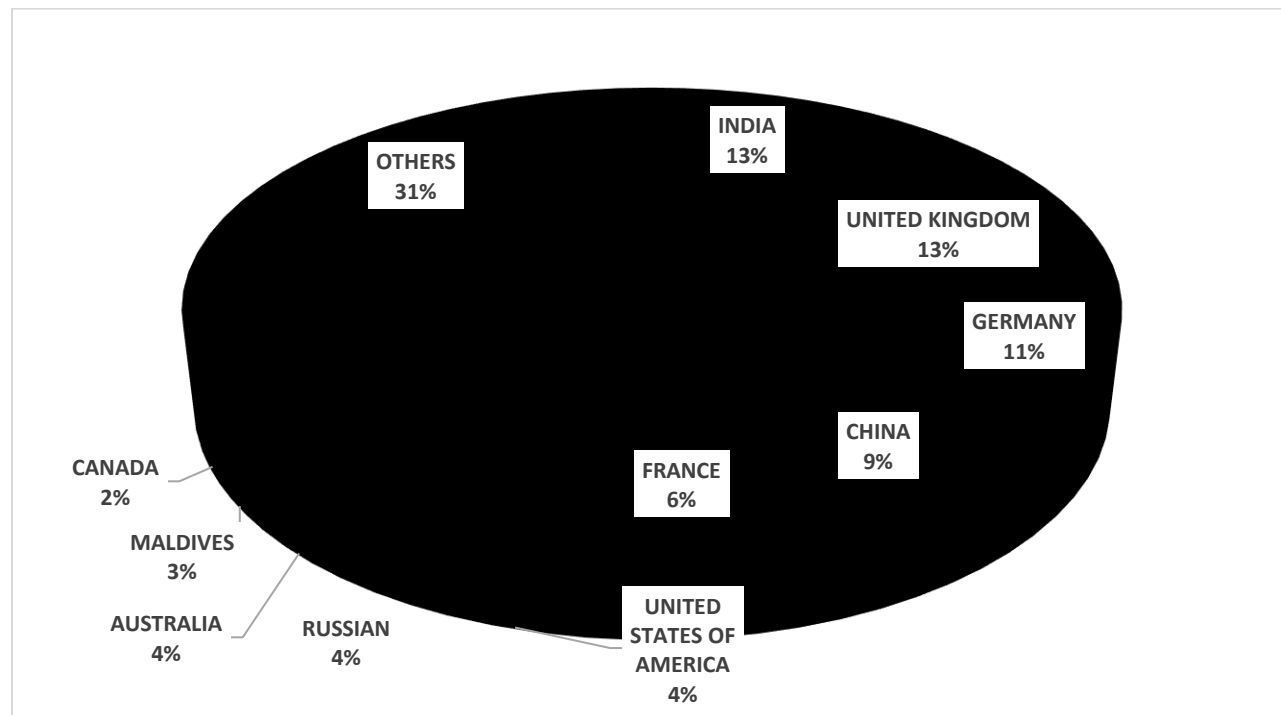 INDIA
13%
UNITED KINGDOM
13%
GERMANY
11%
CHINA
9%
FRANCE
6%
UNITED
STATES OF
AMERICA
4%
RUSSIAN
4%
AUSTRALIA
4%
MALDIVES
3%
CANADA
2%
OTHERS
31%